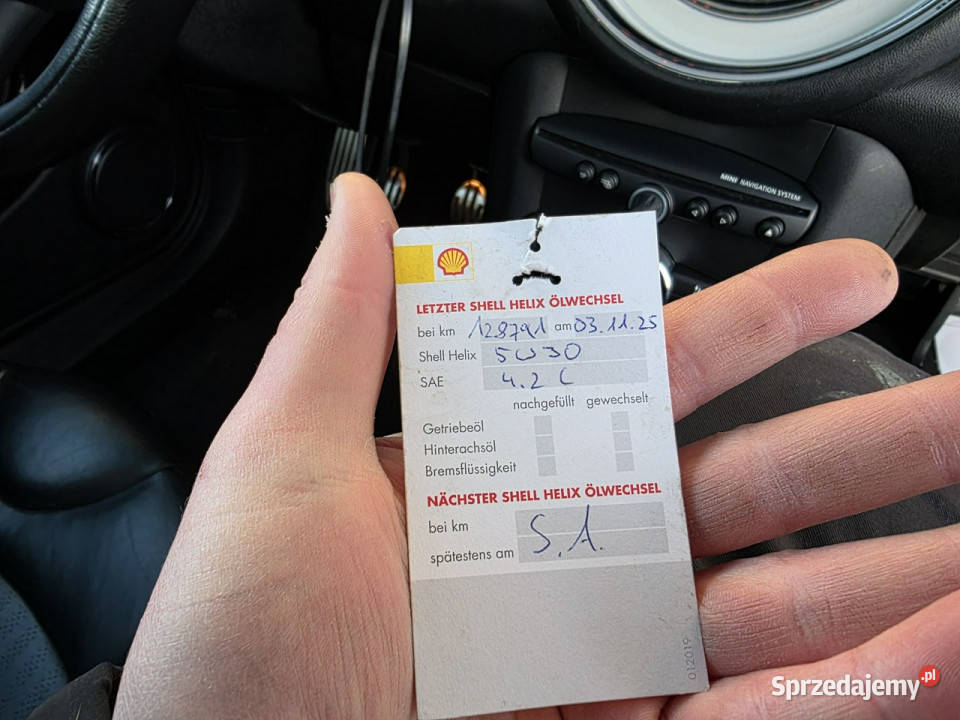 MINI NAVIGATION SYSTEM
LETZTER SHELL HELIX ÖLWECHSEL
bei km 128791 am 03.11.25
Shell Helix 5W30
SAE 4.2 L
nachgefüllt gewechselt
Getriebeöl
Hinterachsöl
Bremsflüssigkeit
NÄCHSTER SHELL HELIX ÖLWECHSEL
bei km
spätestens am S.A.
012019
Sprzedajemy.pl